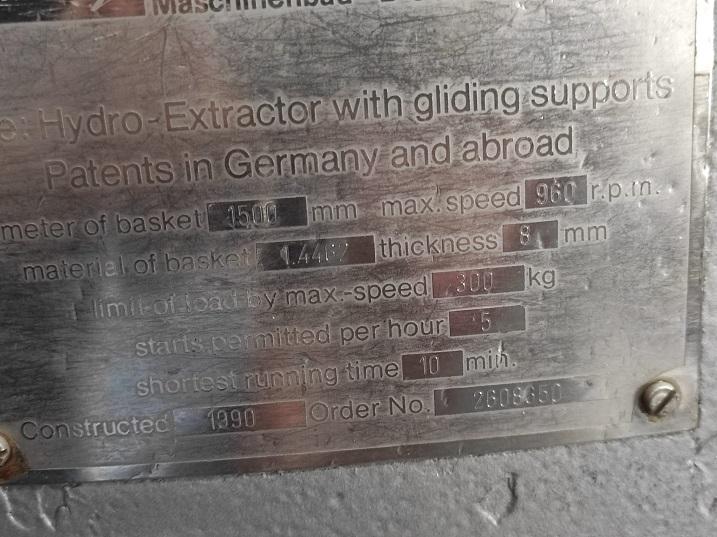 Maschinenbau
Hydro-Extractor with gliding supports
Patents in Germany and abroad
meter of basket 1500 mm max. speed 960 r.p.m.
material of basket 1.4462 thickness 8 mm
limit of load by max.-speed 300 kg
starts permitted per hour 5
shortest running time 10 min.
Constructed 1990 Order No.